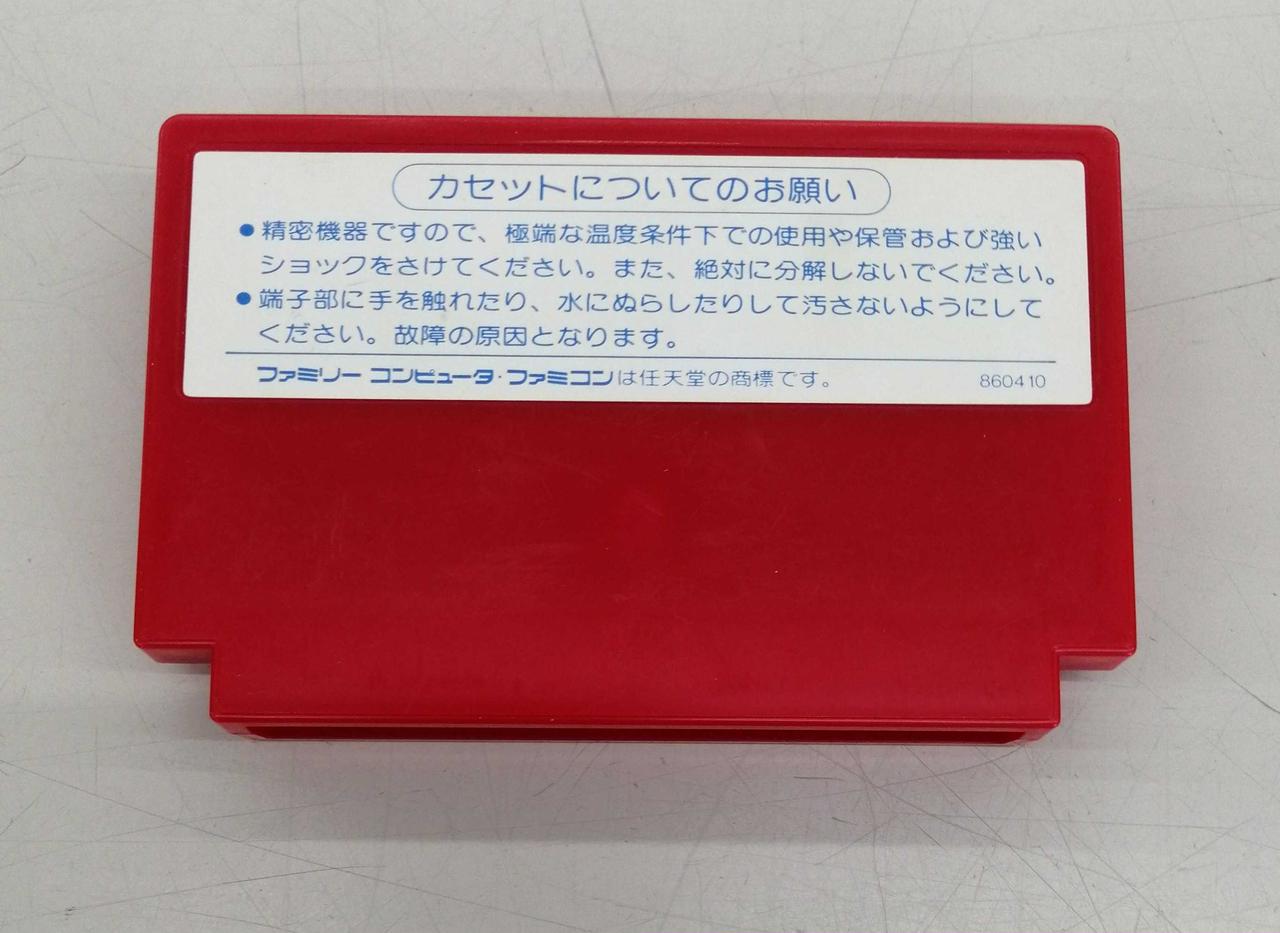 カセットについてのお願い
●精密機器ですので、極端な温度条件下での使用や保管および強い
ショックをさけてください。また、絶対に分解しないでください。
●端子部に手を触れたり、水にぬらしたりして汚さないようにして
ください。故障の原因となります。
ファミリー コンピュータ・ファミコンは任天堂の商標です。 860410